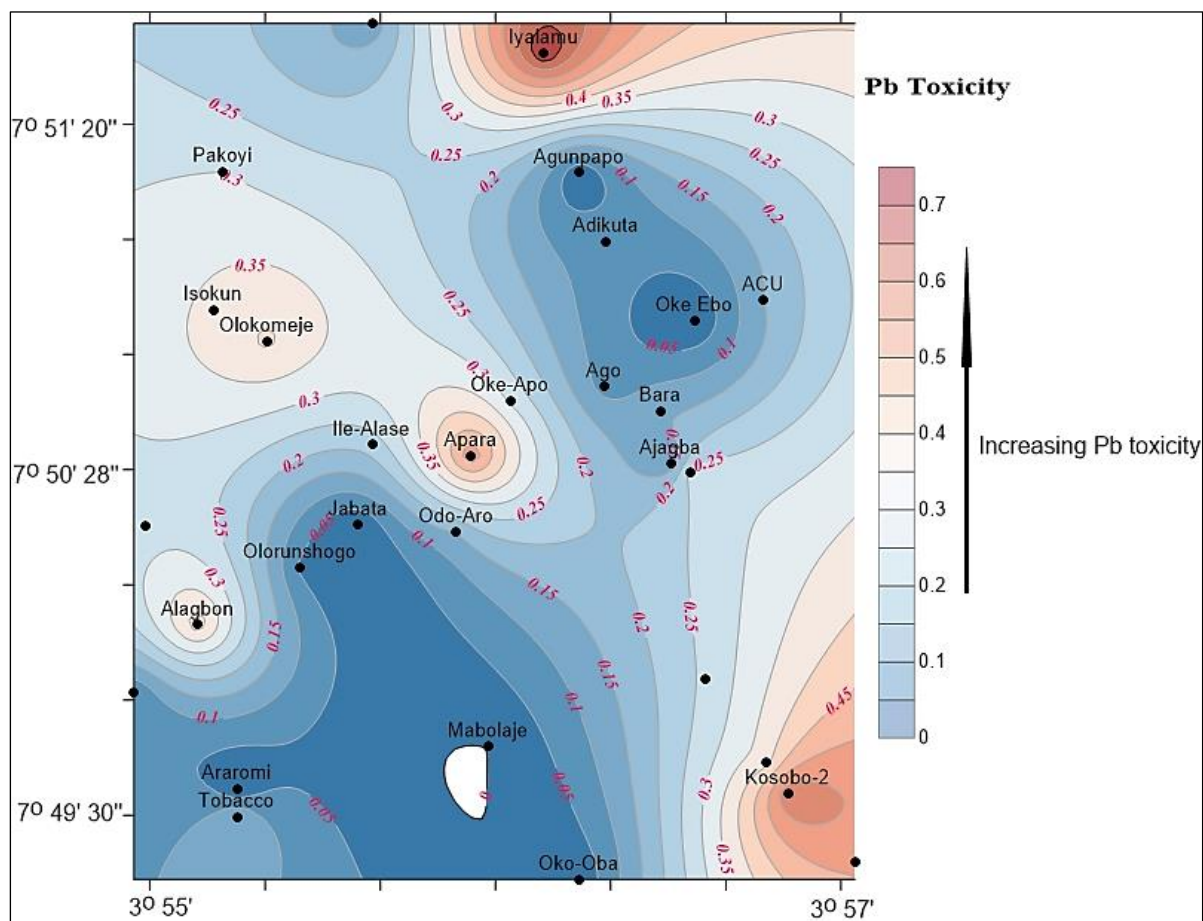 Iyalamu
Pb Toxicity
0.4
0.35
0.25
0.3
0.3
7o 51' 20"
0.25
0.25
Pakoyi
Agunpapo
0.3
0.2
0.1
0.15
0.2
0.7
Adikuta
0.35
0.6
Isokun
ACU
Oke Ebo
0.25
Olokomeje
0.05
0.1
0.5
0.3
Oke-Apo
Ago
Bara
0.3
Ile-Alase
Apara
Ajagba
0.4
Increasing Pb toxicity
0.35
0.2
0.25
7o 50' 28"
0.2
0.2
0.3
Jabata
Odo-Aro
0.25
0.25
0.05
0.1
Olorunshogo
0.3
0.15
0.2
Alagbon
0.15
0.2
0.25
0.1
0.15
0.1
0.1
0.45
0
Mabolaje
Araromi
0.05
0.3
Kosobo-2
Tobacco
0
7o 49' 30"
0.05
0.35
Oko-Oba
3o 55'
3o 57'